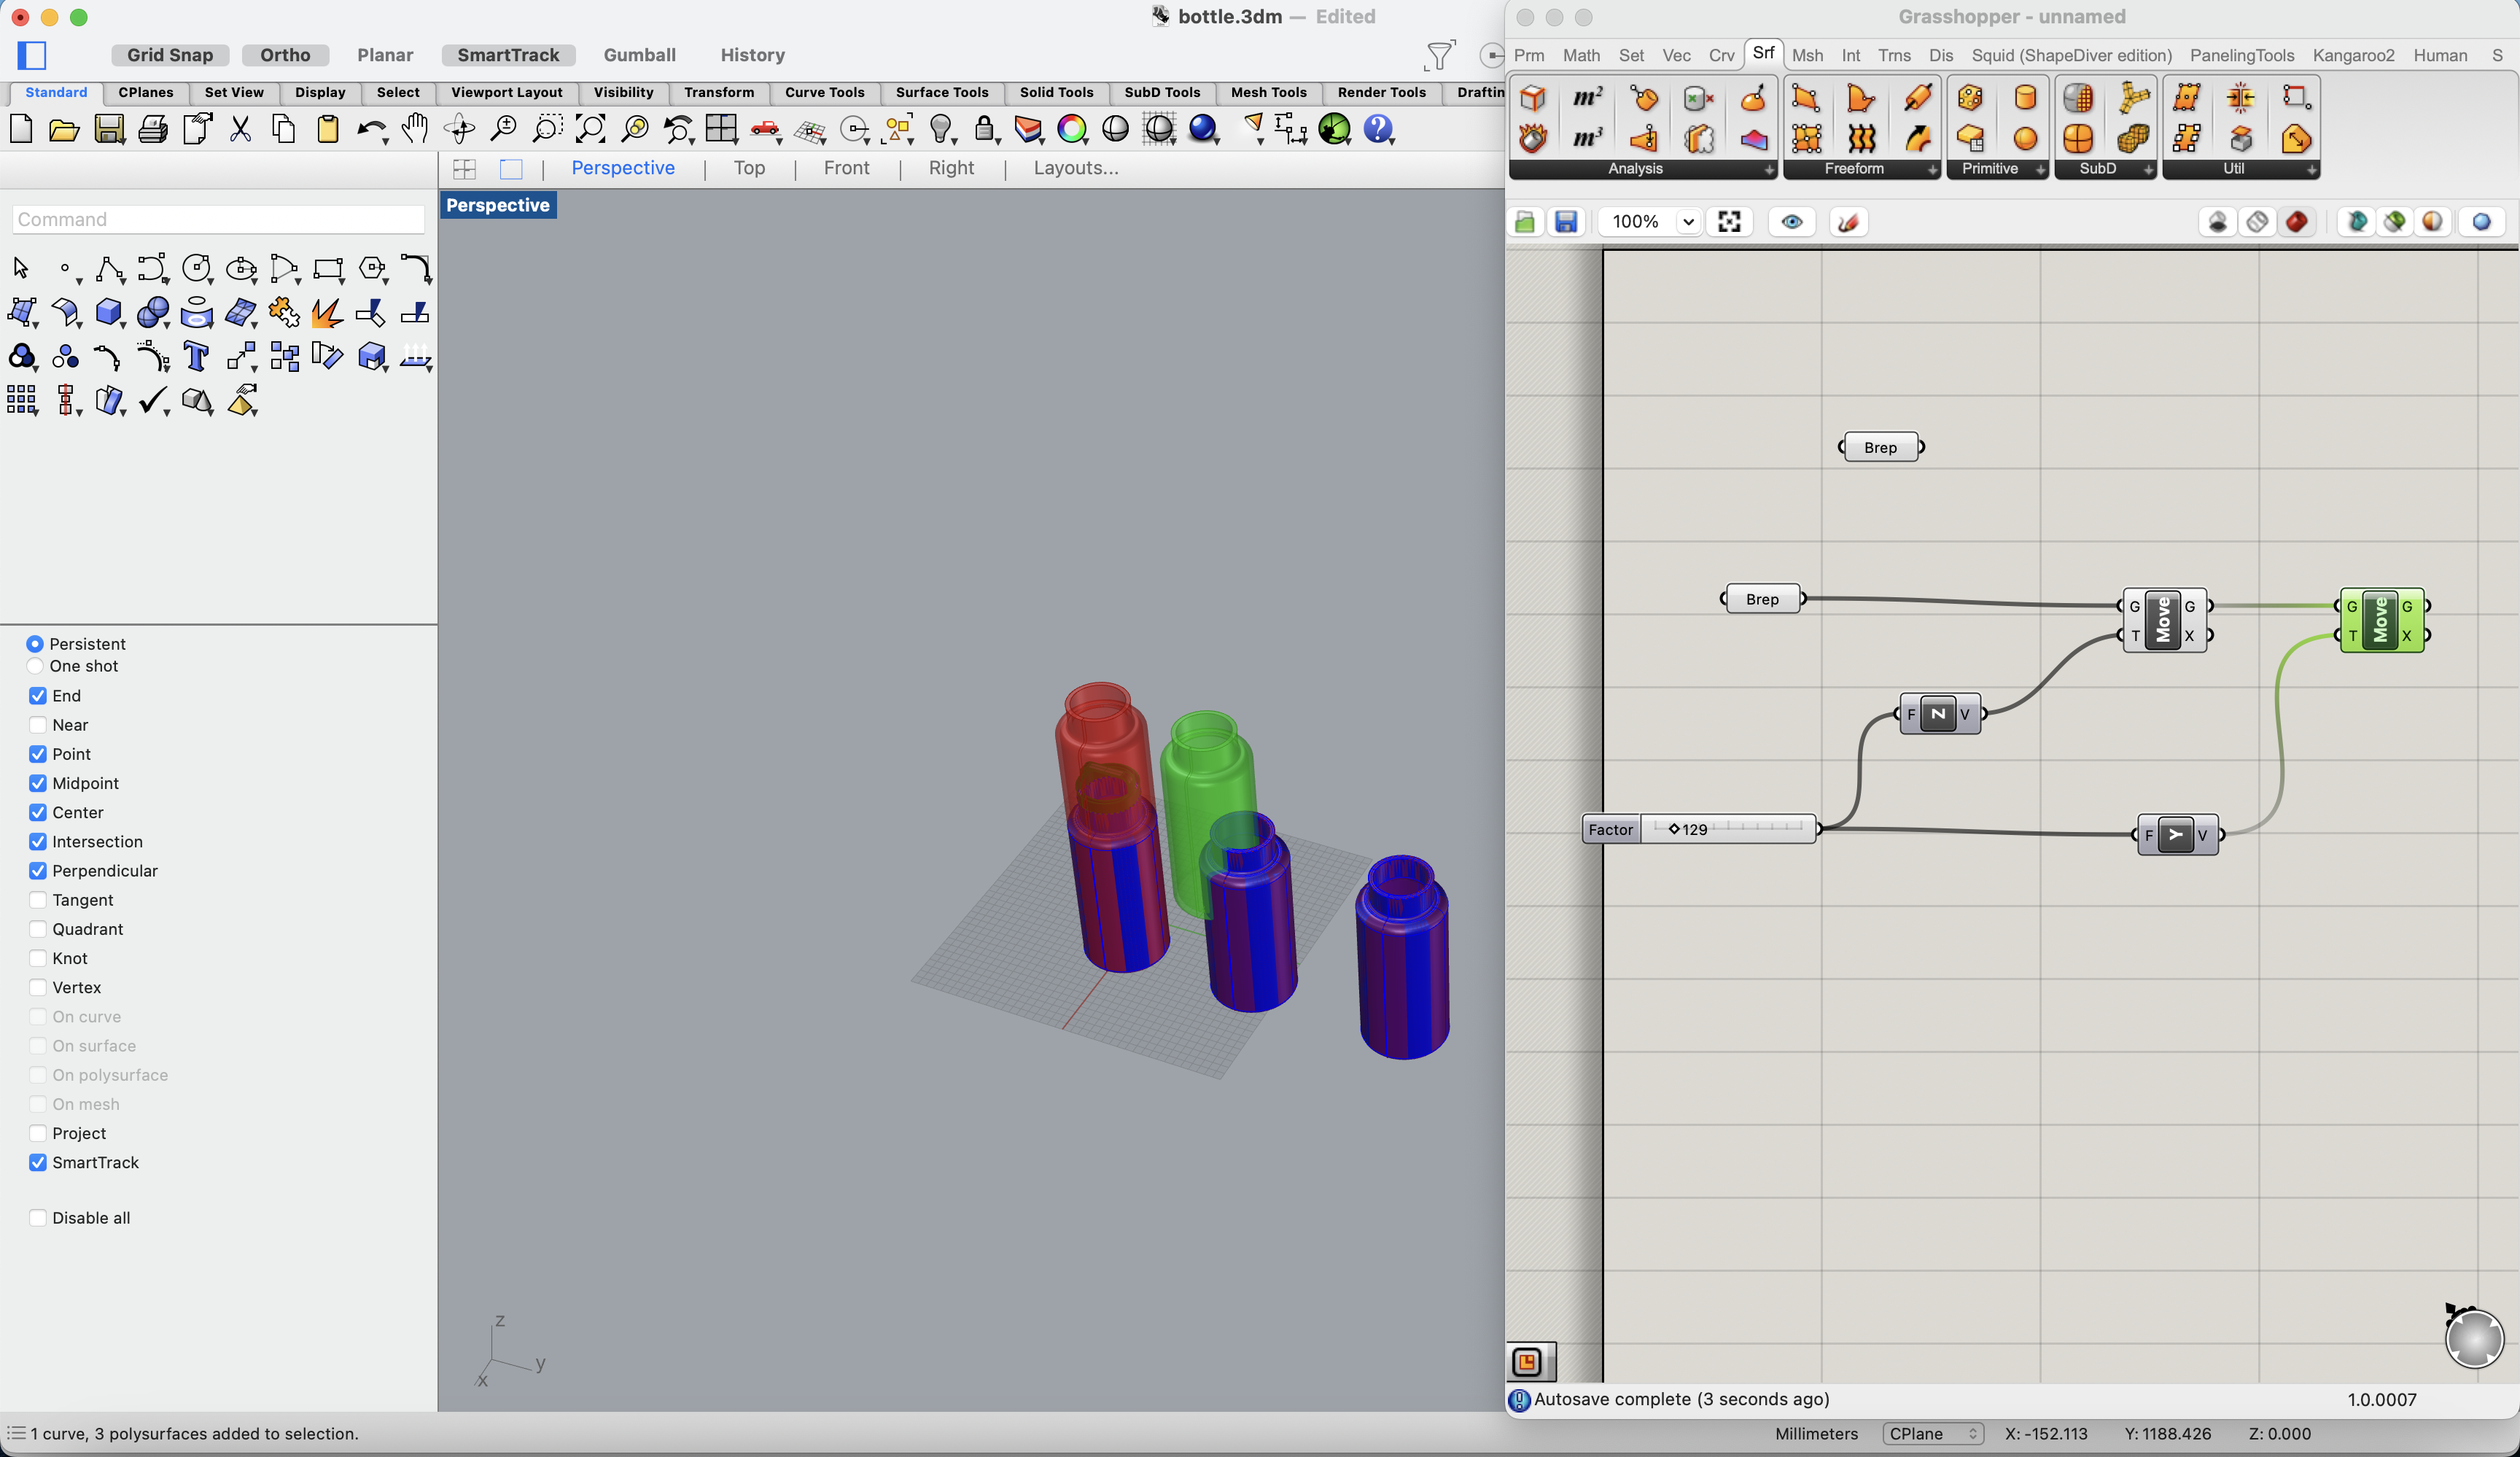 bottle.3dm — Edited
Grid Snap
Ortho
Planar
SmartTrack
Gumball
History
Standard
CPlanes
Set View
Display
Select
Viewport Layout
Visibility
Transform
Curve Tools
Surface Tools
Solid Tools
SubD Tools
Mesh Tools
Render Tools
Draftin
Perspective
Top
Front
Right
Layouts...
Perspective
Command
Persistent
One shot
End
Near
Point
Midpoint
Center
Intersection
Perpendicular
Tangent
Quadrant
Knot
Vertex
On curve
On surface
On polysurface
On mesh
Project
SmartTrack
Disable all
z
y
x
1 curve, 3 polysurfaces added to selection.
Grasshopper - unnamed
Prm
Math
Set
Vec
Crv
Srf
Msh
Int
Trns
Dis
Squid (ShapeDiver edition)
PanelingTools
Kangaroo2
Human
S
m²
m³
Analysis
Freeform
Primitive
SubD
Util
100%
Brep
Brep
G Move G
T X
G Move G
T X
F Z V
Factor ◇129
F Y V
Autosave complete (3 seconds ago)
1.0.0007
Millimeters
CPlane
X: -152.113
Y: 1188.426
Z: 0.000